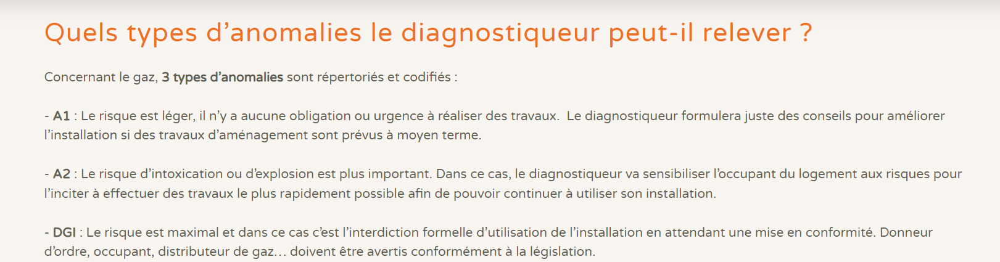 Quels types d’anomalies le diagnostiqueur peut-il relever ?
Concernant le gaz, 3 types d’anomalies sont répertoriés et codifiés :
- A1 : Le risque est léger, il n’y a aucune obligation ou urgence à réaliser des travaux.  Le diagnostiqueur formulera juste des conseils pour améliorer
l’installation si des travaux d’aménagement sont prévus à moyen terme.
- A2 : Le risque d’intoxication ou d’explosion est plus important. Dans ce cas, le diagnostiqueur va sensibiliser l’occupant du logement aux risques pour
l’inciter à effectuer des travaux le plus rapidement possible afin de pouvoir continuer à utiliser son installation.
- DGI : Le risque est maximal et dans ce cas c’est l’interdiction formelle d’utilisation de l’installation en attendant une mise en conformité. Donneur
d’ordre, occupant, distributeur de gaz… doivent être avertis conformément à la législation.